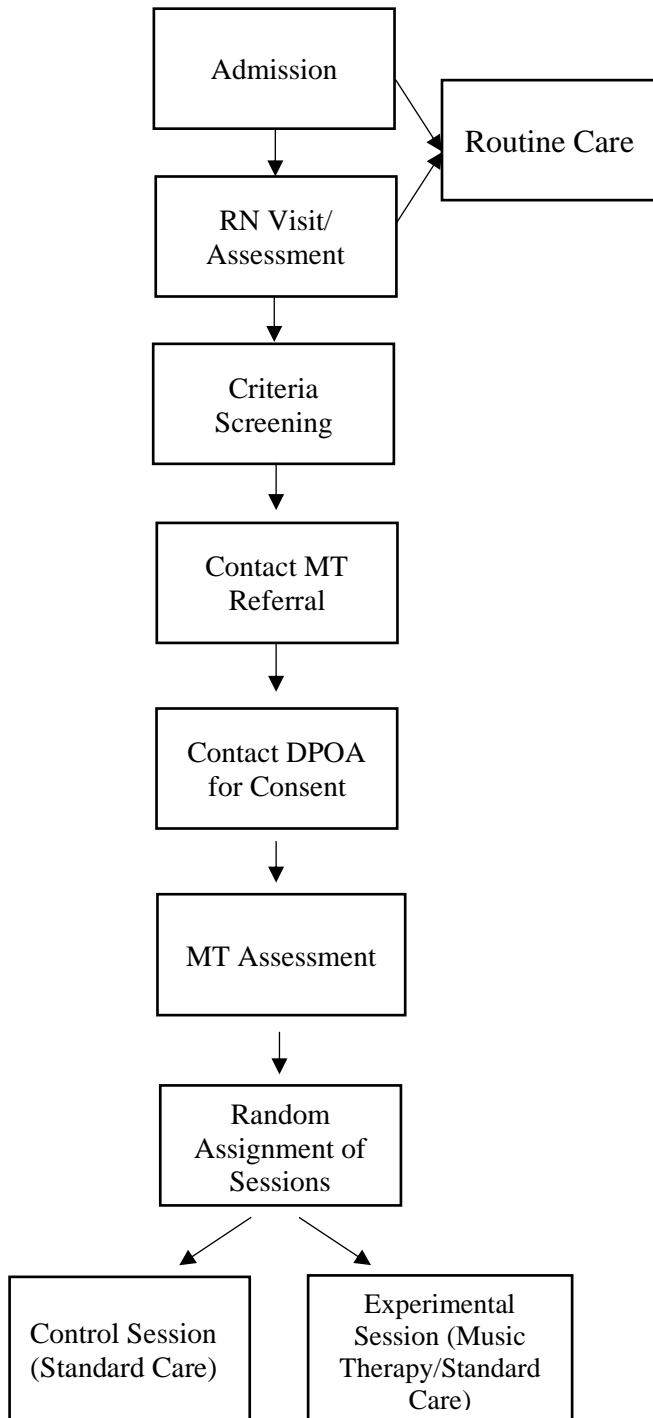 Admission
Routine Care
RN Visit/
Assessment
Criteria
Screening
Contact MT
Referral
Contact DPOA
for Consent
MT Assessment
Random
Assignment of
Sessions
Control Session
(Standard Care)
Experimental
Session (Music
Therapy/Standard
Care)